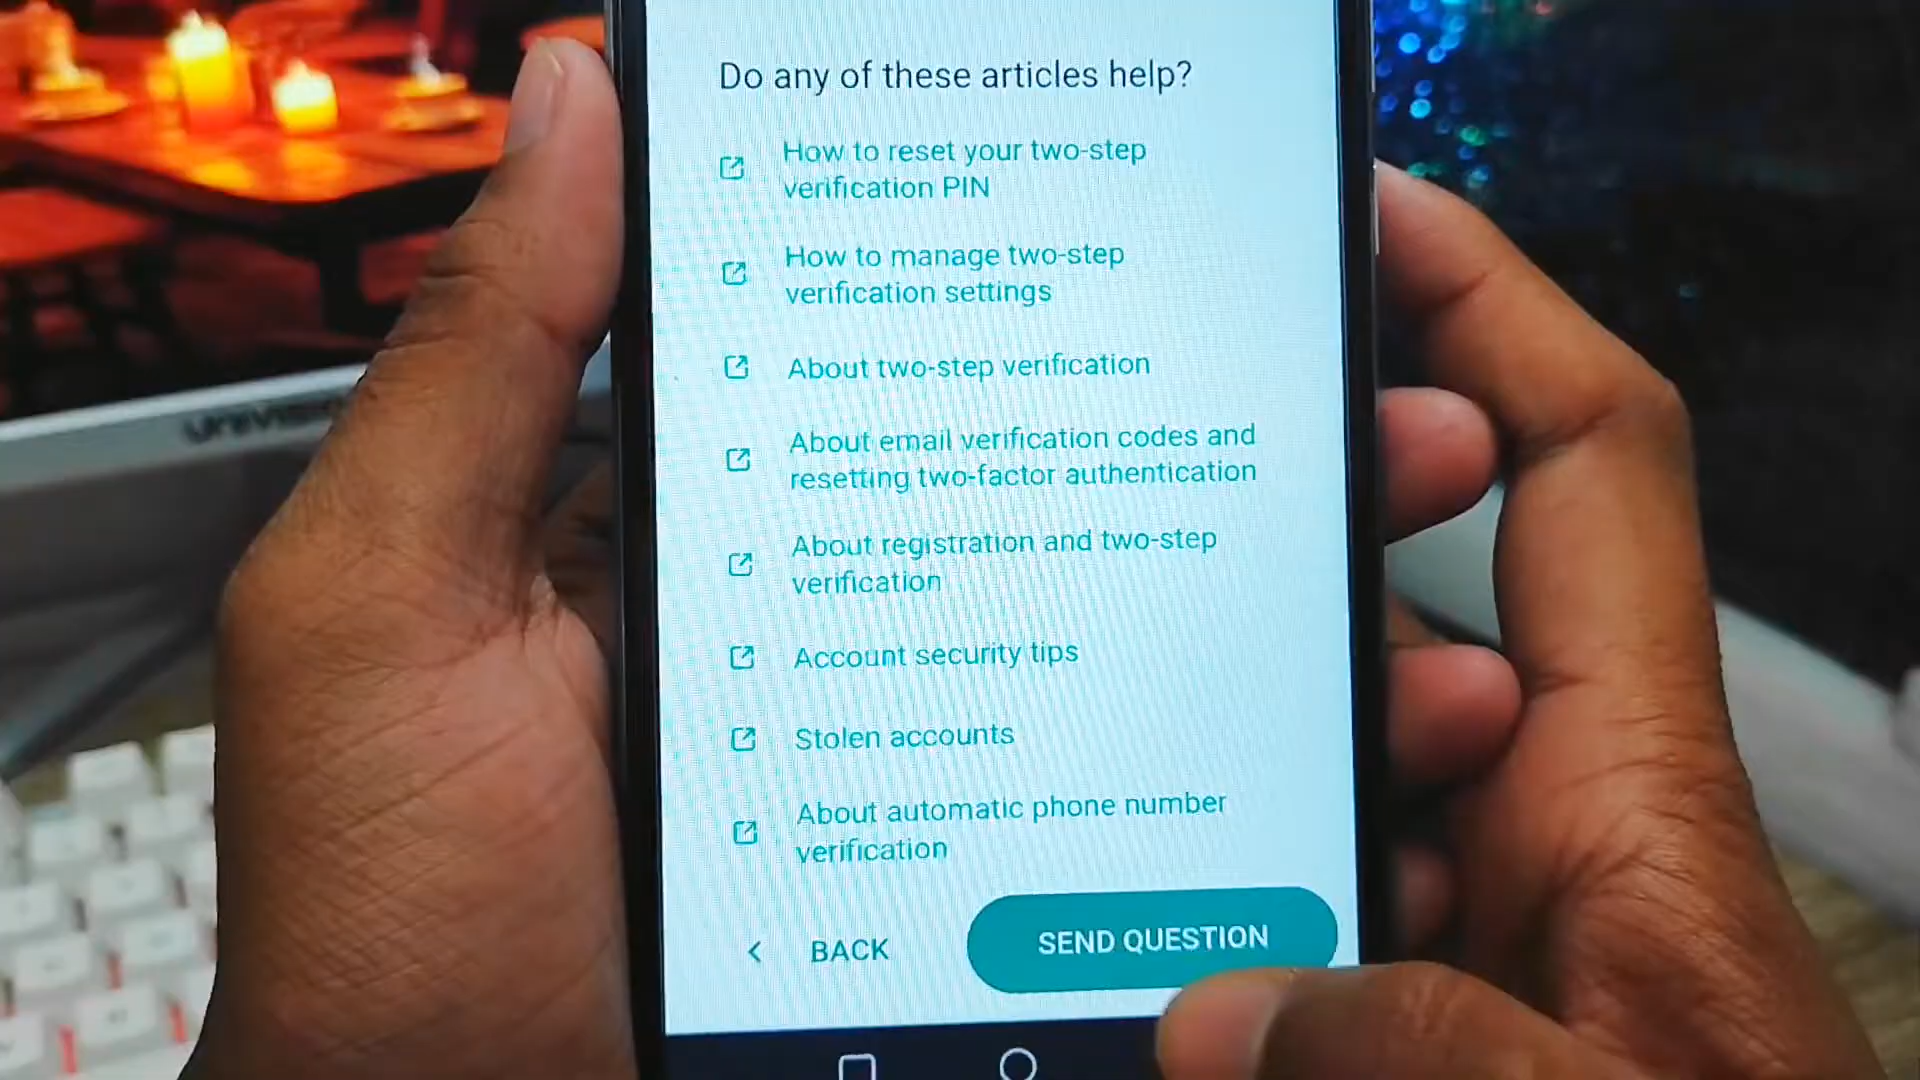 Do any of these articles help?
How to reset your two-step
verification PIN
How to manage two-step
verification settings
About two-step verification
About email verification codes and
resetting two-factor authentication
About registration and two-step
verification
Account security tips
Stolen accounts
About automatic phone number
verification
BACK
SEND QUESTION